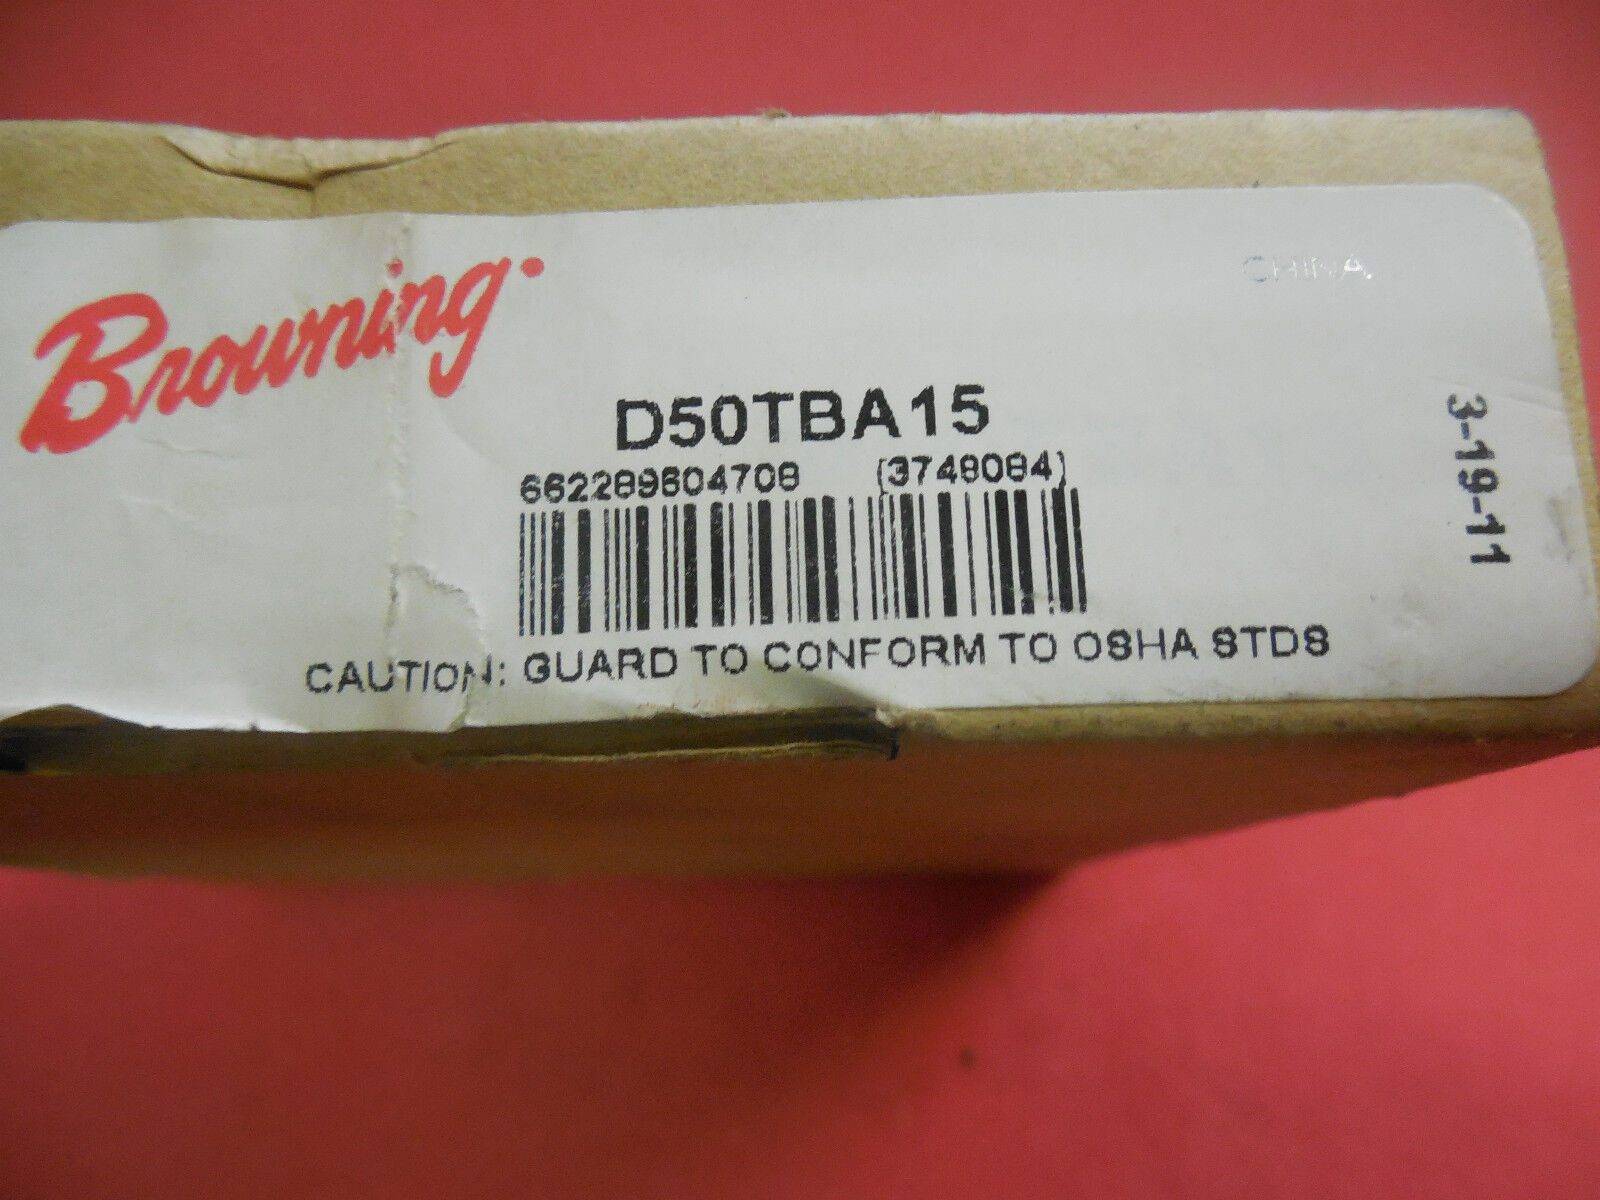 Browning
CHINA
D50TBA15
662289604708 (3748084)
CAUTION: GUARD TO CONFORM TO OSHA STDS
3-19-11